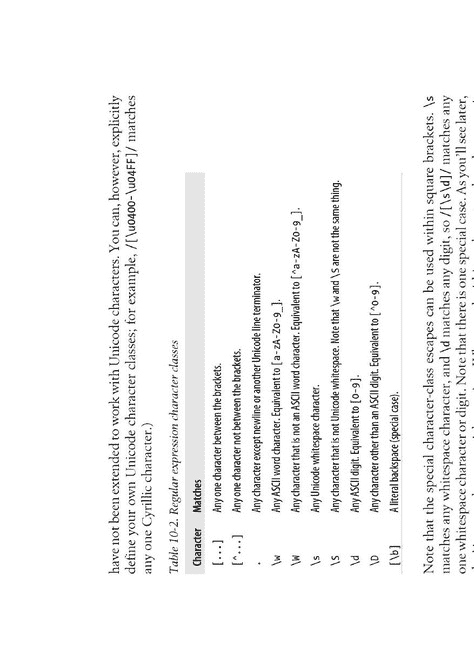 have not been extended to work with Unicode characters. You can, however, explicitly
define your own Unicode character classes; for example, /[\u0400-\u04FF]/ matches
any one Cyrillic character.)
Table 10-2. Regular expression character classes
Character Matches
[...] Any one character between the brackets.
[^...] Any one character not between the brackets.
. Any character except newline or another Unicode line terminator.
\w Any ASCII word character. Equivalent to [a-zA-Z0-9_].
\W Any character that is not an ASCII word character. Equivalent to [^a-zA-Z0-9_].
\s Any Unicode whitespace character.
\S Any character that is not Unicode whitespace. Note that \w and \S are not the same thing.
\d Any ASCII digit. Equivalent to [0-9].
\D Any character other than an ASCII digit. Equivalent to [^0-9].
[\b] A literal backspace (special case).
Note that the special character-class escapes can be used within square brackets. \s
matches any whitespace character, and \d matches any digit, so /[\s\d]/ matches any
one whitespace character or digit. Note that there is one special case. As you'll see later,